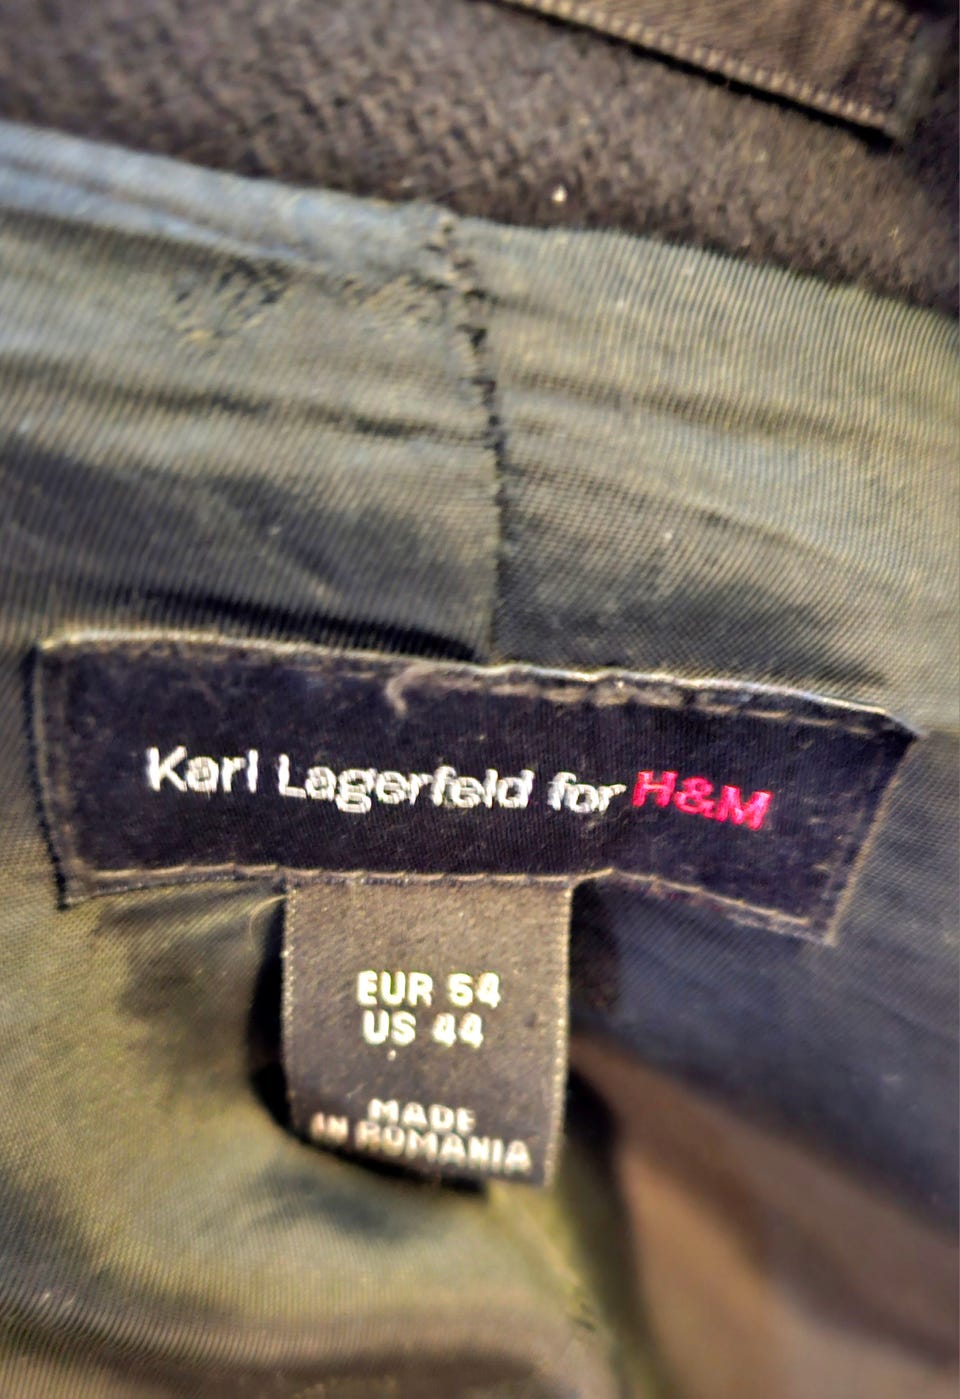 Karl Lagerfeld for H&M
EUR 54
US 44
MADE
IN ROMANIA